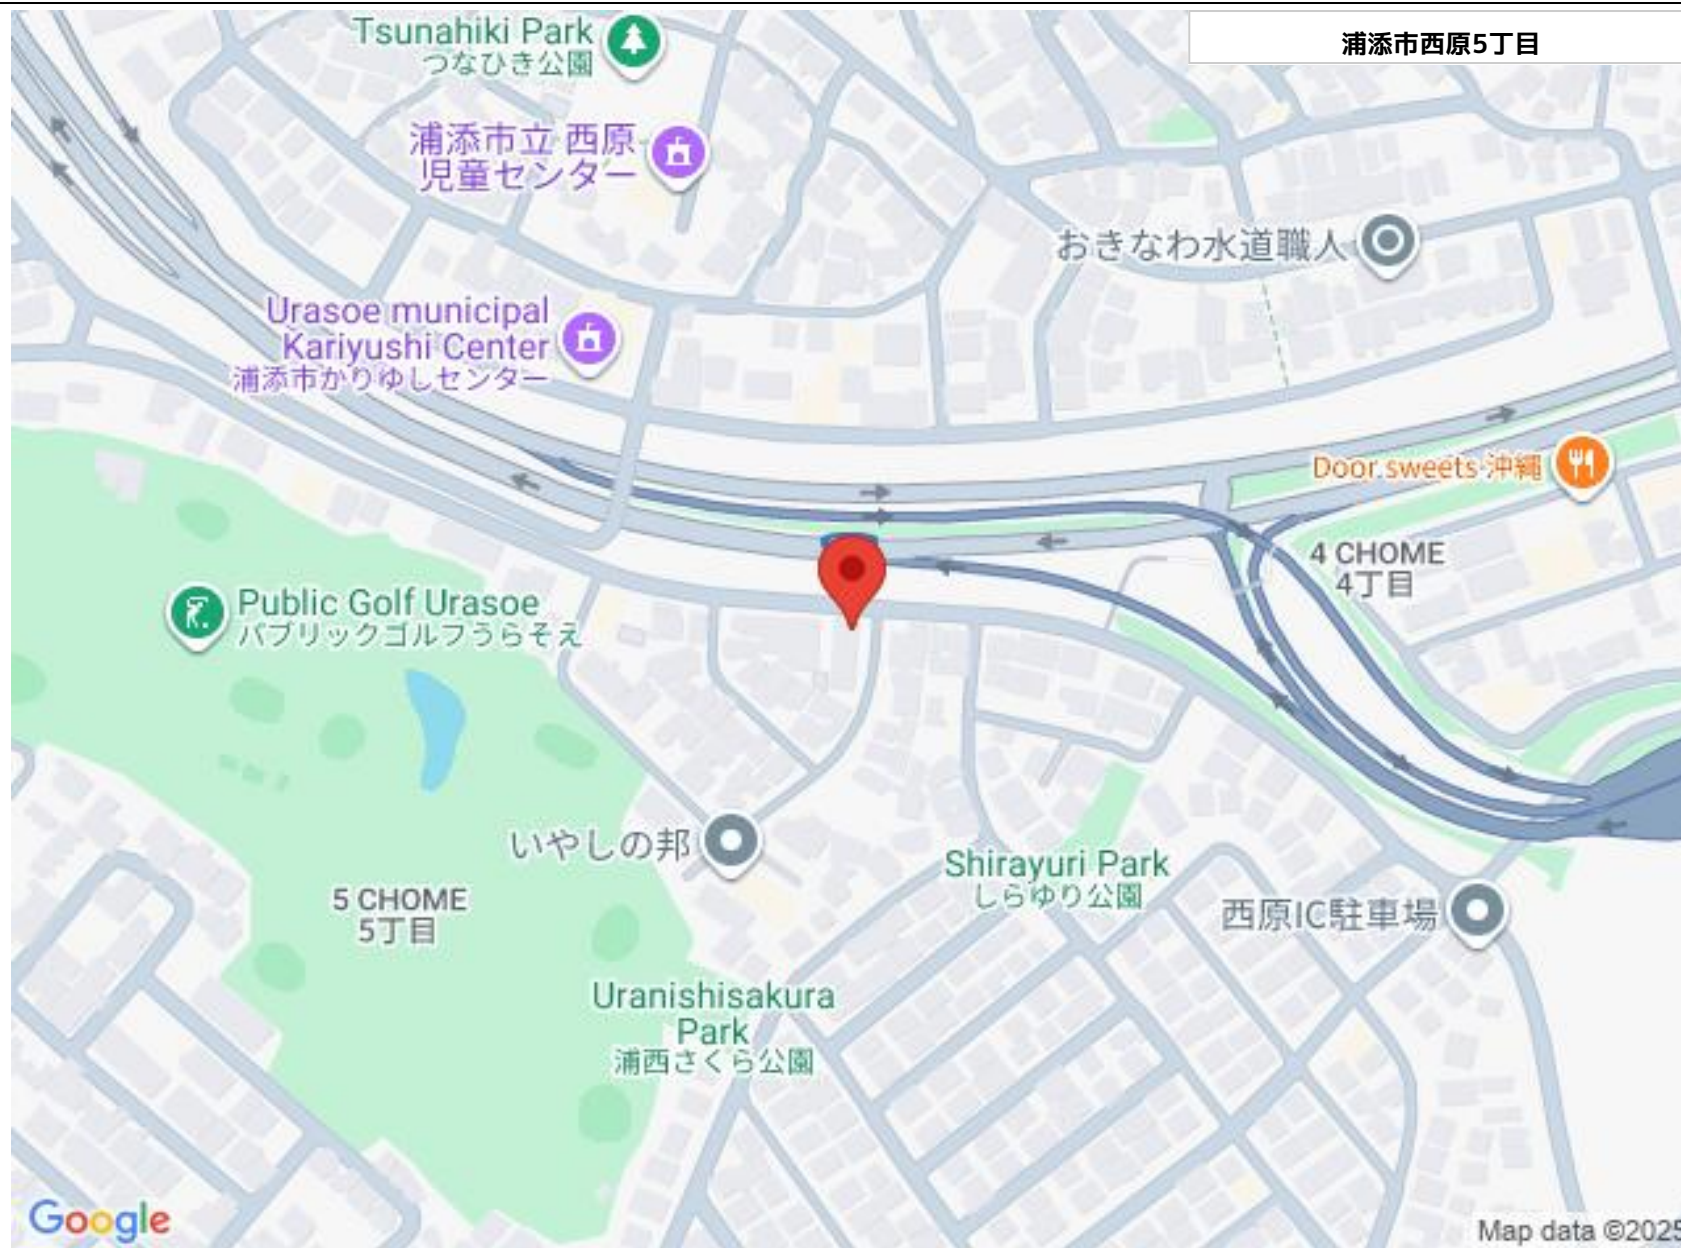 浦添市西原5丁目
Tsunahiki Park
つなひき公園
浦添市立 西原
児童センター
おきなわ水道職人
Urasoe municipal
Kariyushi Center
浦添市かりゆしセンター
Door.sweets 沖縄
4 CHOME
4丁目
Public Golf Urasoe
パブリックゴルフうらそえ
いやしの邦
Shirayuri Park
しらゆり公園
5 CHOME
5丁目
西原IC駐車場
Uranishisakura
Park
浦西さくら公園
Google
Map data ©2025